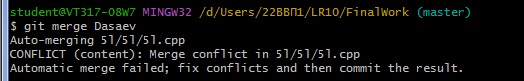 student@VT317-08W7 MINGW32 /d/Users/22ВВП1/LR10/FinalWork (master)
$ git merge Dasaev
Auto-merging 5l/5l/5l.cpp
CONFLICT (content): Merge conflict in 5l/5l/5l.cpp
Automatic merge failed; fix conflicts and then commit the result.